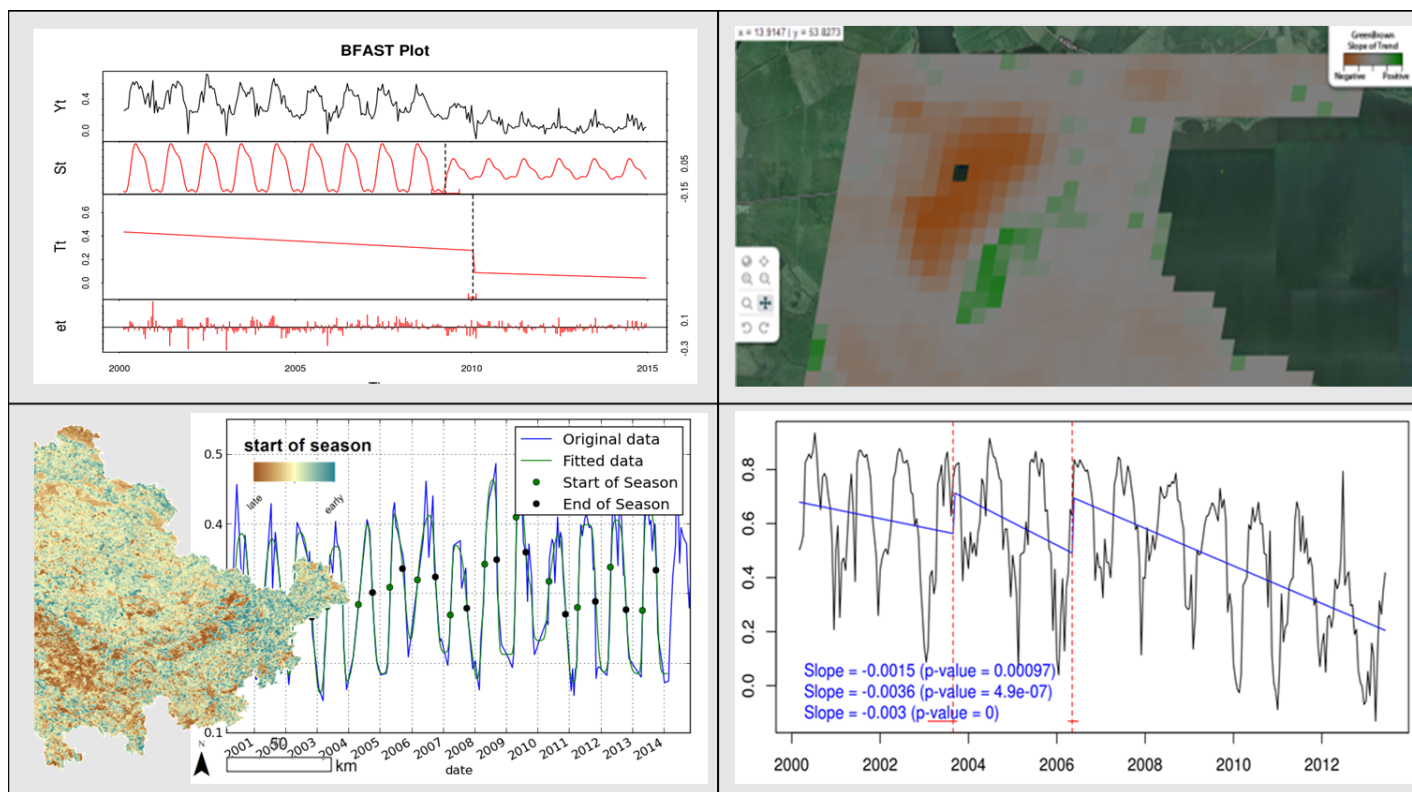 BFAST Plot
Yt
0.4
0.0
St
0.05
-0.15
Tt
0.6
0.4
0.2
0.0
et
0.1
-0.3
2000 2005 2010 2015
x = 13.9147 | y = 53.8273
GreenBrown
Slope of Trend
Negative Positive
start of season
late early
0.5
0.4
0.1
Original data
Fitted data
Start of Season
End of Season
2001 2003 2004 2005 2006 2007 2008 2009 2010 2011 2012 2013 2014
date
N
50
km
0.8
0.6
0.4
0.2
0.0
Slope = -0.0015 (p-value = 0.00097)
Slope = -0.0036 (p-value = 4.9e-07)
Slope = -0.003 (p-value = 0)
2000 2002 2004 2006 2008 2010 2012